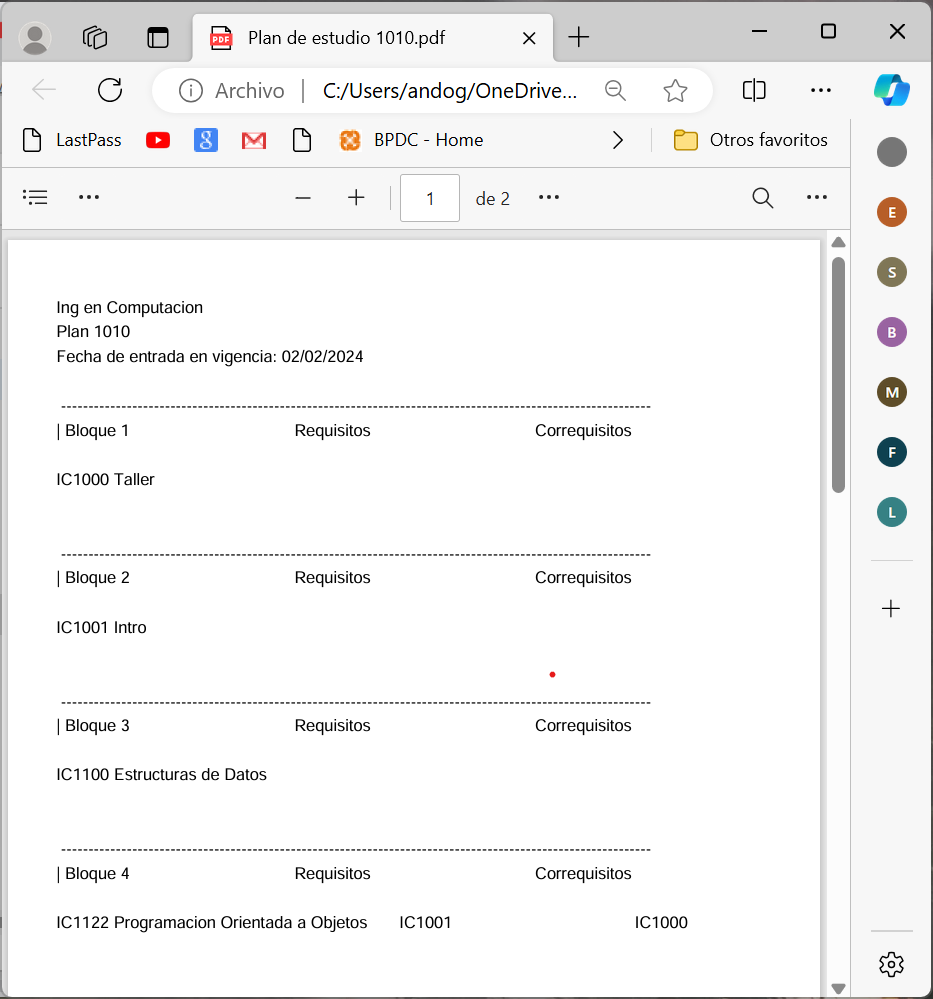 Plan de estudio 1010.pdf
Archivo | C:/Users/andog/OneDrive...
LastPass BPDC - Home Otros favoritos
1 de 2
Ing en Computacion
Plan 1010
Fecha de entrada en vigencia: 02/02/2024
------------------------------------------------------------------------------------------------------------
| Bloque 1 Requisitos Correquisitos
IC1000 Taller
------------------------------------------------------------------------------------------------------------
| Bloque 2 Requisitos Correquisitos
IC1001 Intro
------------------------------------------------------------------------------------------------------------
| Bloque 3 Requisitos Correquisitos
IC1100 Estructuras de Datos
------------------------------------------------------------------------------------------------------------
| Bloque 4 Requisitos Correquisitos
IC1122 Programacion Orientada a Objetos IC1001 IC1000
E
S
B
M
F
L